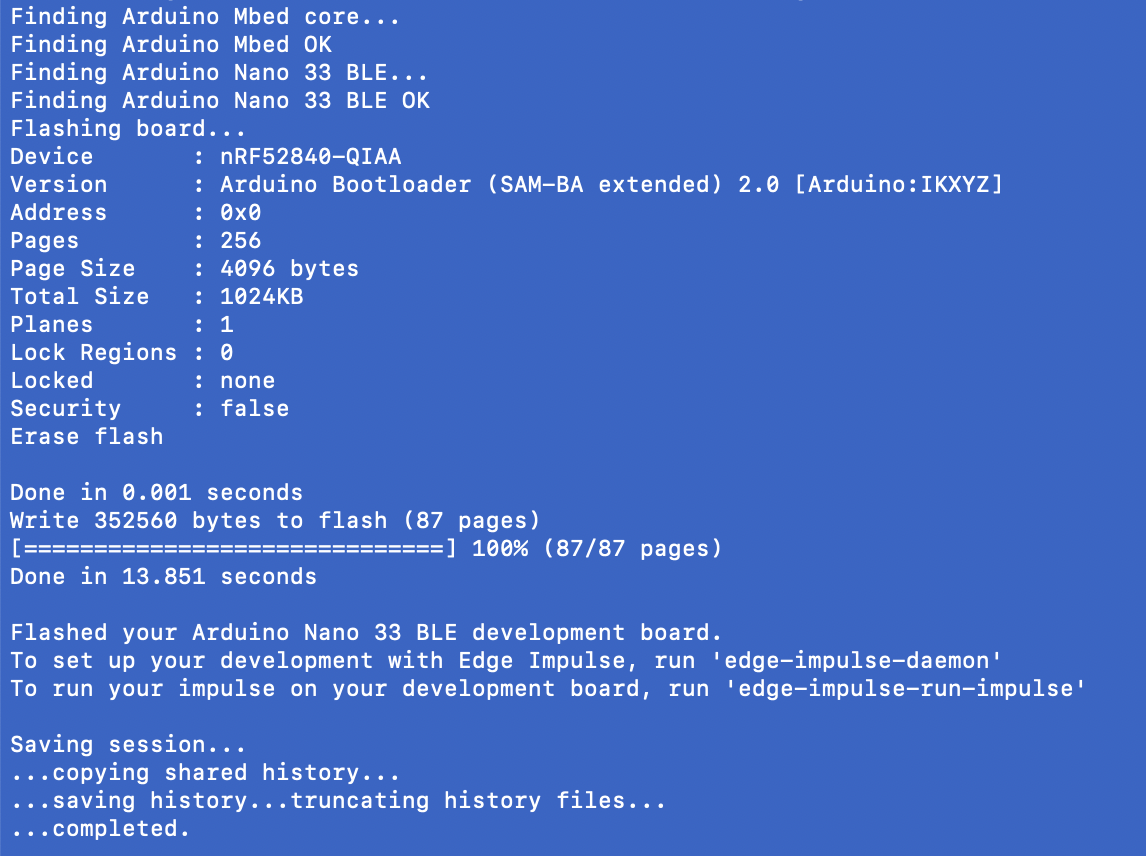 Finding Arduino Mbed core...
Finding Arduino Mbed OK
Finding Arduino Nano 33 BLE...
Finding Arduino Nano 33 BLE OK
Flashing board...
Device       : nRF52840-QIAA
Version      : Arduino Bootloader (SAM-BA extended) 2.0 [Arduino:IKXYZ]
Address      : 0x0
Pages        : 256
Page Size    : 4096 bytes
Total Size   : 1024KB
Planes       : 1
Lock Regions : 0
Locked       : none
Security     : false
Erase flash

Done in 0.001 seconds
Write 352560 bytes to flash (87 pages)
[==============================] 100% (87/87 pages)
Done in 13.851 seconds

Flashed your Arduino Nano 33 BLE development board.
To set up your development with Edge Impulse, run 'edge-impulse-daemon'
To run your impulse on your development board, run 'edge-impulse-run-impulse'

Saving session...
...copying shared history...
...saving history...truncating history files...
...completed.